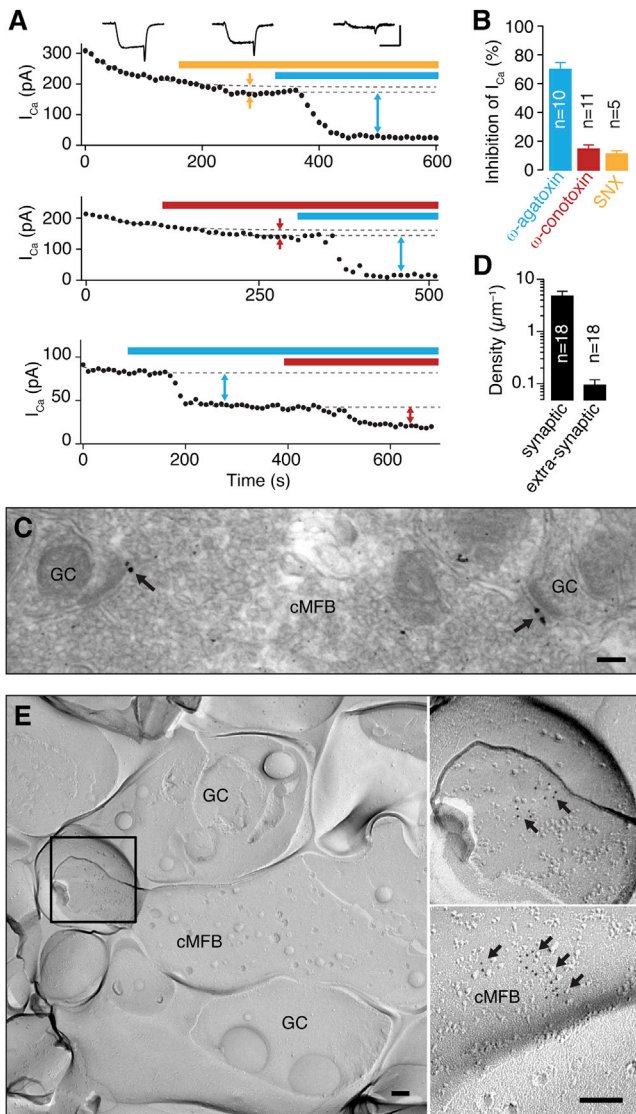 A
I_Ca (pA)
300
200
100
0
0
200
400
600
I_Ca (pA)
200
100
0
0
250
500
I_Ca (pA)
100
50
0
0
200
400
600
Time (s)
B
Inhibition of I_Ca (%)
100
80
60
40
20
0
n=10
n=11
n=5
ω-agatoxin
ω-conotoxin
SNX
D
Density (µm⁻¹)
10
1
0.1
n=18
n=18
synaptic
extra-synaptic
C
GC
cMFB
GC
E
GC
cMFB
GC
cMFB